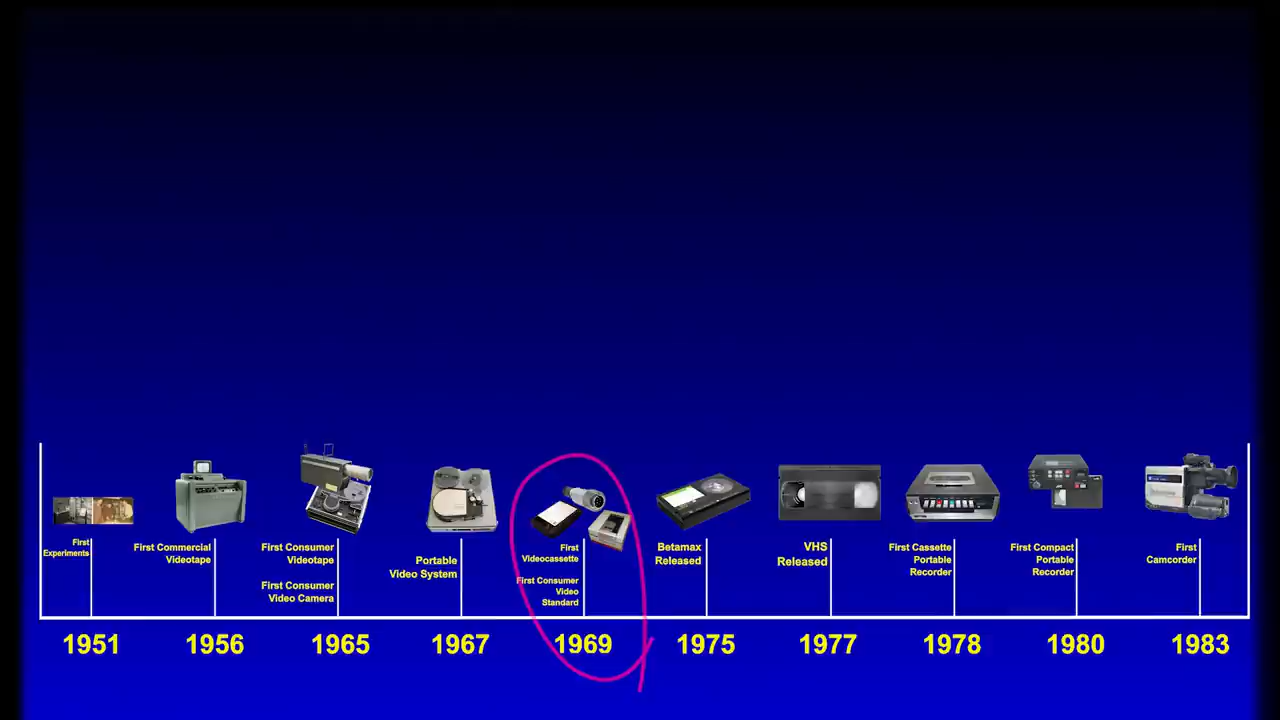 First
Experiments
First Commercial
Videotape
First Consumer
Videotape
First Consumer
Video Camera
Portable
Video System
First
Videocassette
First Consumer
Video
Standard
Betamax
Released
VHS
Released
First Cassette
Portable
Recorder
First Compact
Portable
Recorder
First
Camcorder
1951 1956 1965 1967 1969 1975 1977 1978 1980 1983